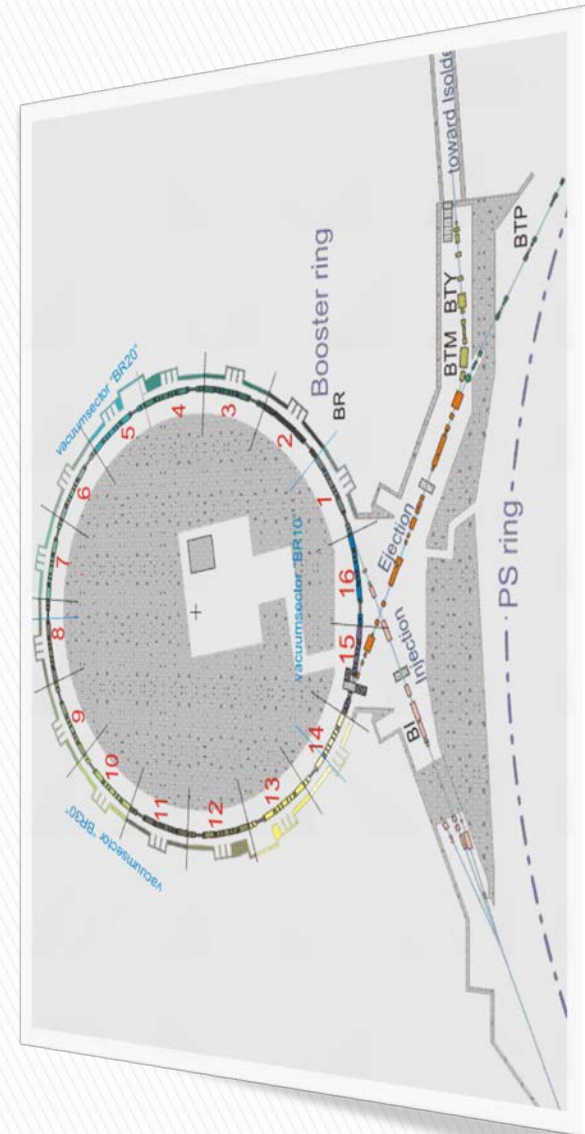 toward Isolde
BTP
BTM BTY
Booster ring
BR
vacuumsector "BR20"
PS ring
Ejection
Injection
BI
vacuumsector "BR10"
vacuumsector "BR30"
1
2
3
4
5
6
7
8
9
10
11
12
13
14
15
16